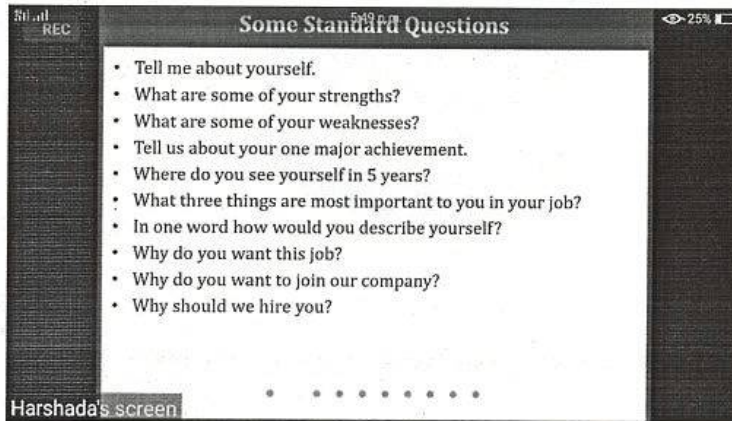 REC
5:49 p.m.
25%
Some Standard Questions
• Tell me about yourself.
• What are some of your strengths?
• What are some of your weaknesses?
• Tell us about your one major achievement.
• Where do you see yourself in 5 years?
• What three things are most important to you in your job?
• In one word how would you describe yourself?
• Why do you want this job?
• Why do you want to join our company?
• Why should we hire you?
Harshada's screen